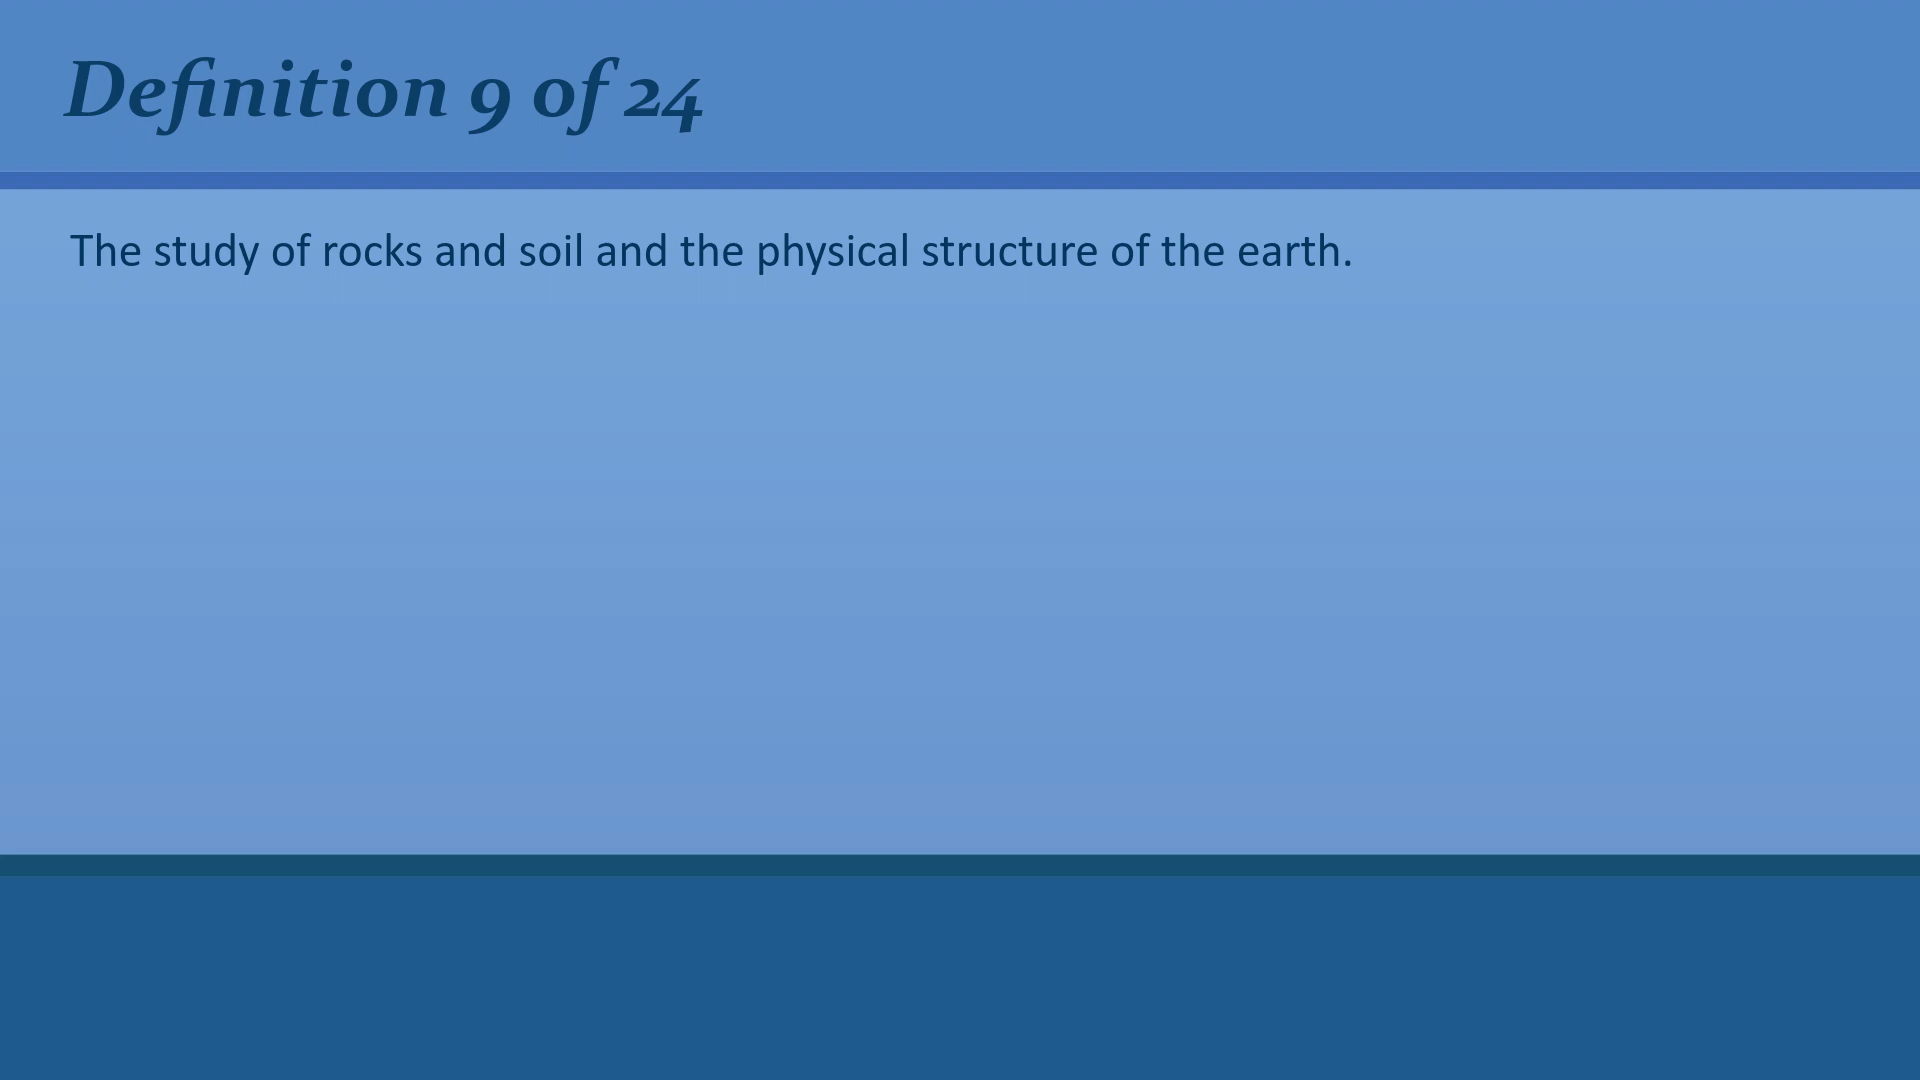 Definition 9 of 24
The study of rocks and soil and the physical structure of the earth.